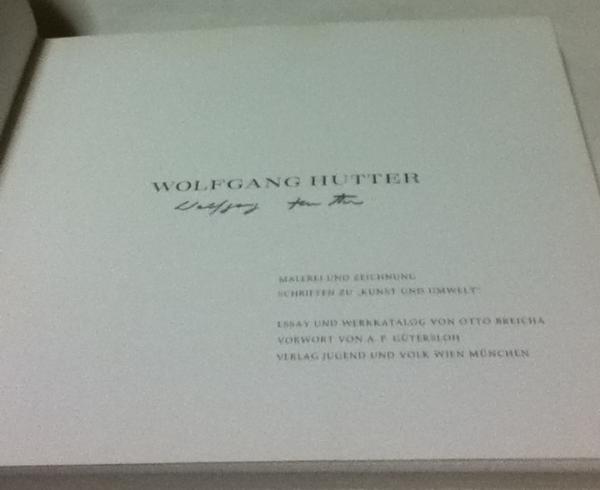 WOLFGANG HUTTER
Wolfgang Hutter
MALEREI UND ZEICHNUNG
SCHRIFTEN ZU „KUNST UND UMWELT“
ESSAY UND WERKKATALOG VON OTTO BREICHA
VORWORT VON A. P. GÜTERSLOH
VERLAG JUGEND UND VOLK WIEN MÜNCHEN